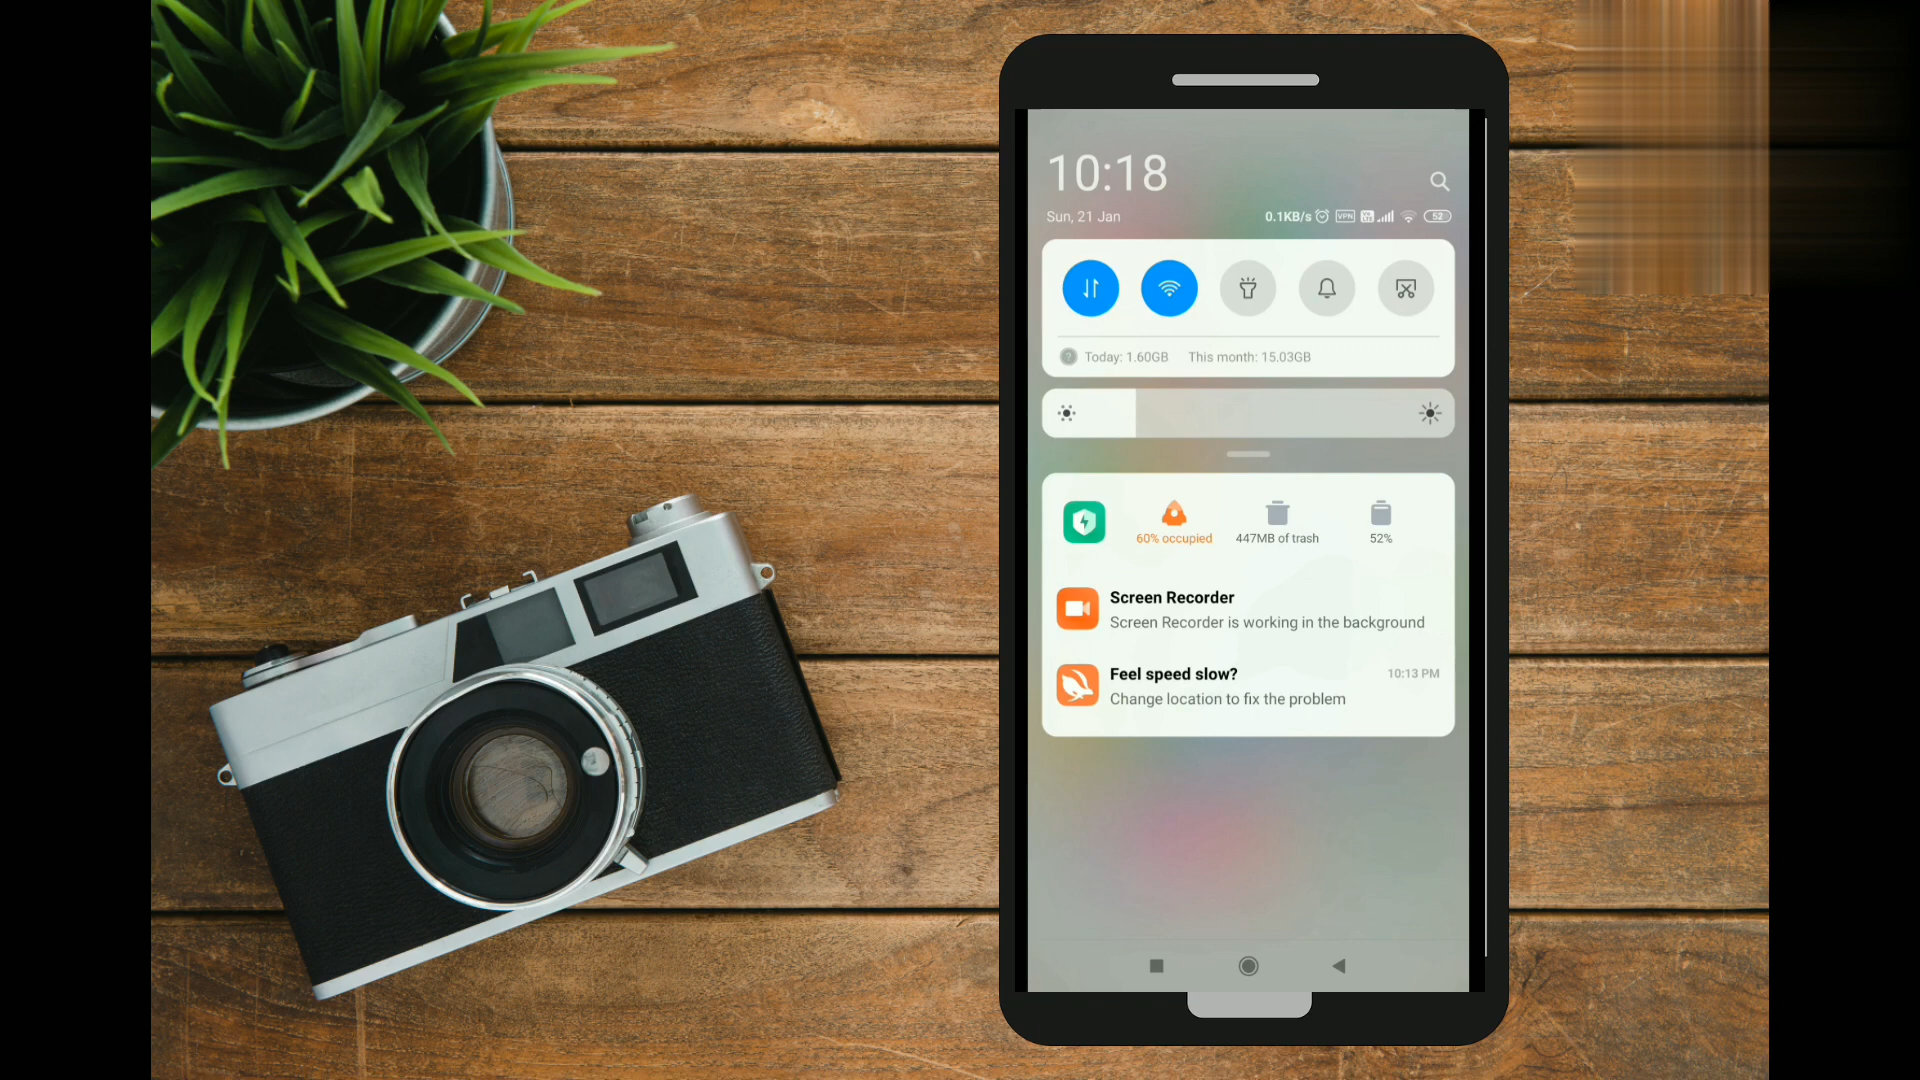 10:18
Sun, 21 Jan
0.1KB/s VPN 52
Today: 1.60GB This month: 15.03GB
60% occupied
447MB of trash
52%
Screen Recorder
Screen Recorder is working in the background
Feel speed slow?
10:13 PM
Change location to fix the problem